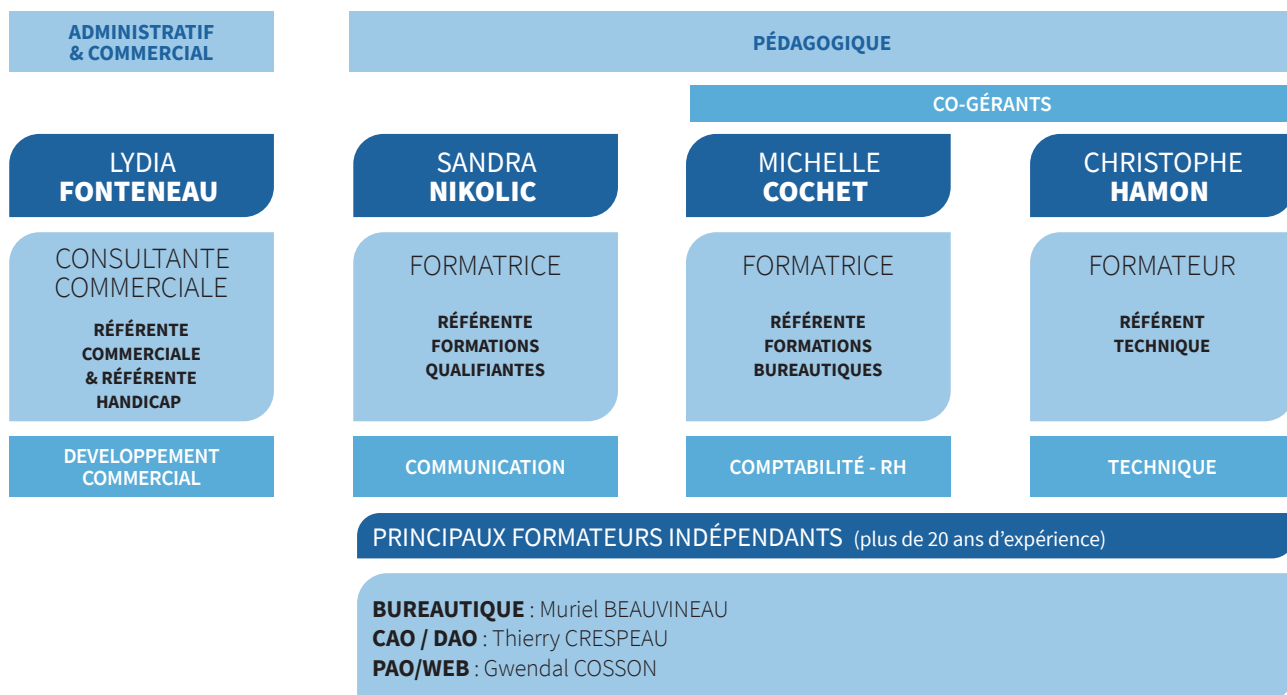 ADMINISTRATIF
& COMMERCIAL
PÉDAGOGIQUE
CO-GÉRANTS
LYDIA
FONTENEAU
CONSULTANTE
COMMERCIALE
RÉFÉRENTE
COMMERCIALE
& RÉFÉRENTE
HANDICAP
DEVELOPPEMENT
COMMERCIAL
SANDRA
NIKOLIC
FORMATRICE
RÉFÉRENTE
FORMATIONS
QUALIFIANTES
COMMUNICATION
MICHELLE
COCHET
FORMATRICE
RÉFÉRENTE
FORMATIONS
BUREAUTIQUES
COMPTABILITÉ - RH
CHRISTOPHE
HAMON
FORMATEUR
RÉFÉRENT
TECHNIQUE
TECHNIQUE
PRINCIPAUX FORMATEURS INDÉPENDANTS (plus de 20 ans d’expérience)
BUREAUTIQUE : Muriel BEAUVINEAU
CAO / DAO : Thierry CRESPEAU
PAO/WEB : Gwendal COSSON